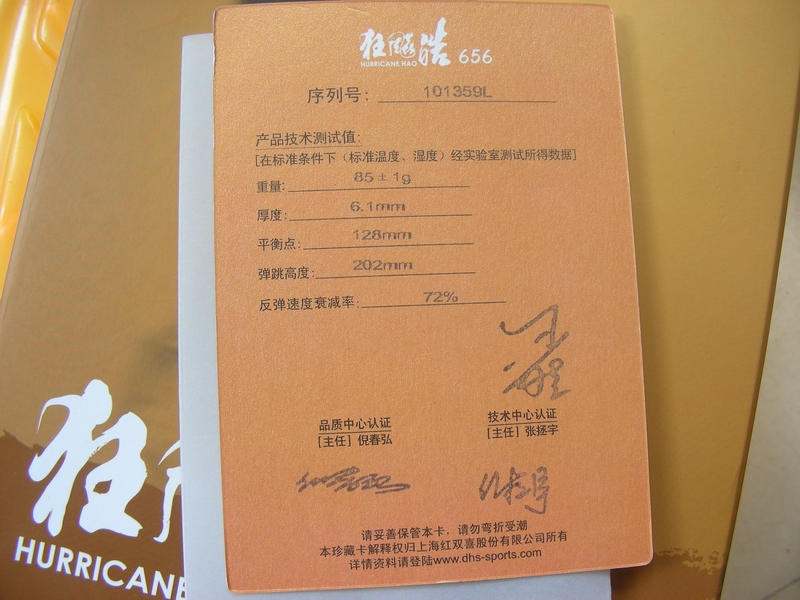 狂飚皓 656
HURRICANE HAO
序列号： 101359L
产品技术测试值:
[在标准条件下（标准温度、湿度）经实验室测试所得数据]
重量: 85±1g
厚度: 6.1mm
平衡点: 128mm
弹跳高度: 202mm
反弹速度衰减率: 72%
品质中心认证
[主任] 倪春弘
技术中心认证
[主任] 张拯宇
请妥善保管本卡，请勿弯折受潮
本珍藏卡解释权归上海红双喜股份有限公司所有
详情资料请登陆www.dhs-sports.com
狂
HURRICANE